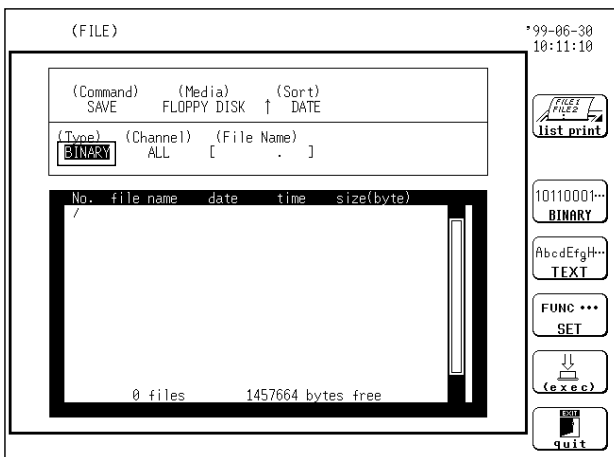 (FILE)
'99-06-30
10:11:10
(Command) (Media) (Sort)
SAVE FLOPPY DISK ↑ DATE
(Type) (Channel) (File Name)
BINARY ALL [ . ]
No. file name date time size(byte)
/
0 files 1457664 bytes free
FILE1
FILE2
list print
10110001…
BINARY
AbcdEfgH…
TEXT
FUNC •••
SET
(exec)
EXIT
quit